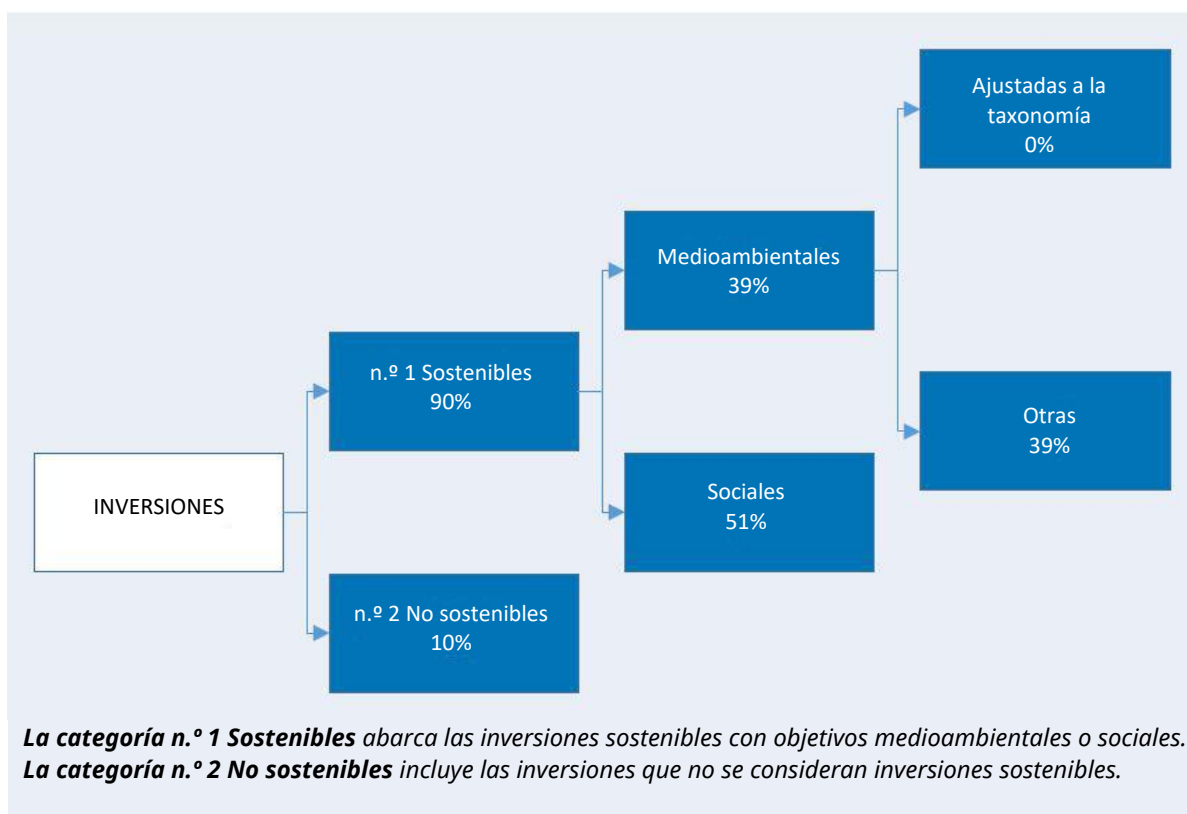 Ajustadas a la
taxonomía
0%
Medioambientales
39%
n.º 1 Sostenibles
90%
Otras
39%
INVERSIONES
Sociales
51%
n.º 2 No sostenibles
10%
La categoría n.º 1 Sostenibles abarca las inversiones sostenibles con objetivos medioambientales o sociales.
La categoría n.º 2 No sostenibles incluye las inversiones que no se consideran inversiones sostenibles.